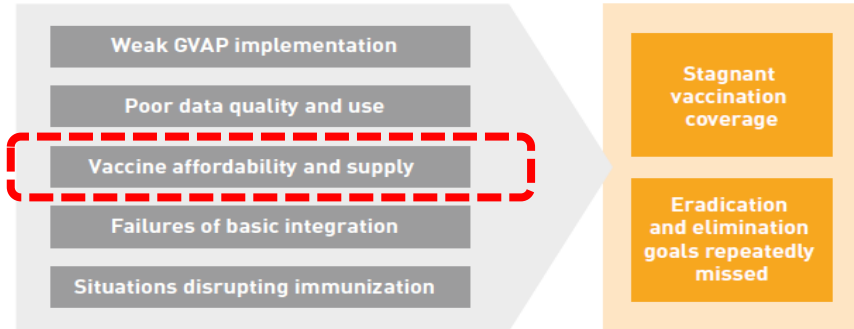 Weak GVAP implementation
Poor data quality and use
Vaccine affordability and supply
Failures of basic integration
Situations disrupting immunization
Stagnant
vaccination
coverage
Eradication
and elimination
goals repeatedly
missed